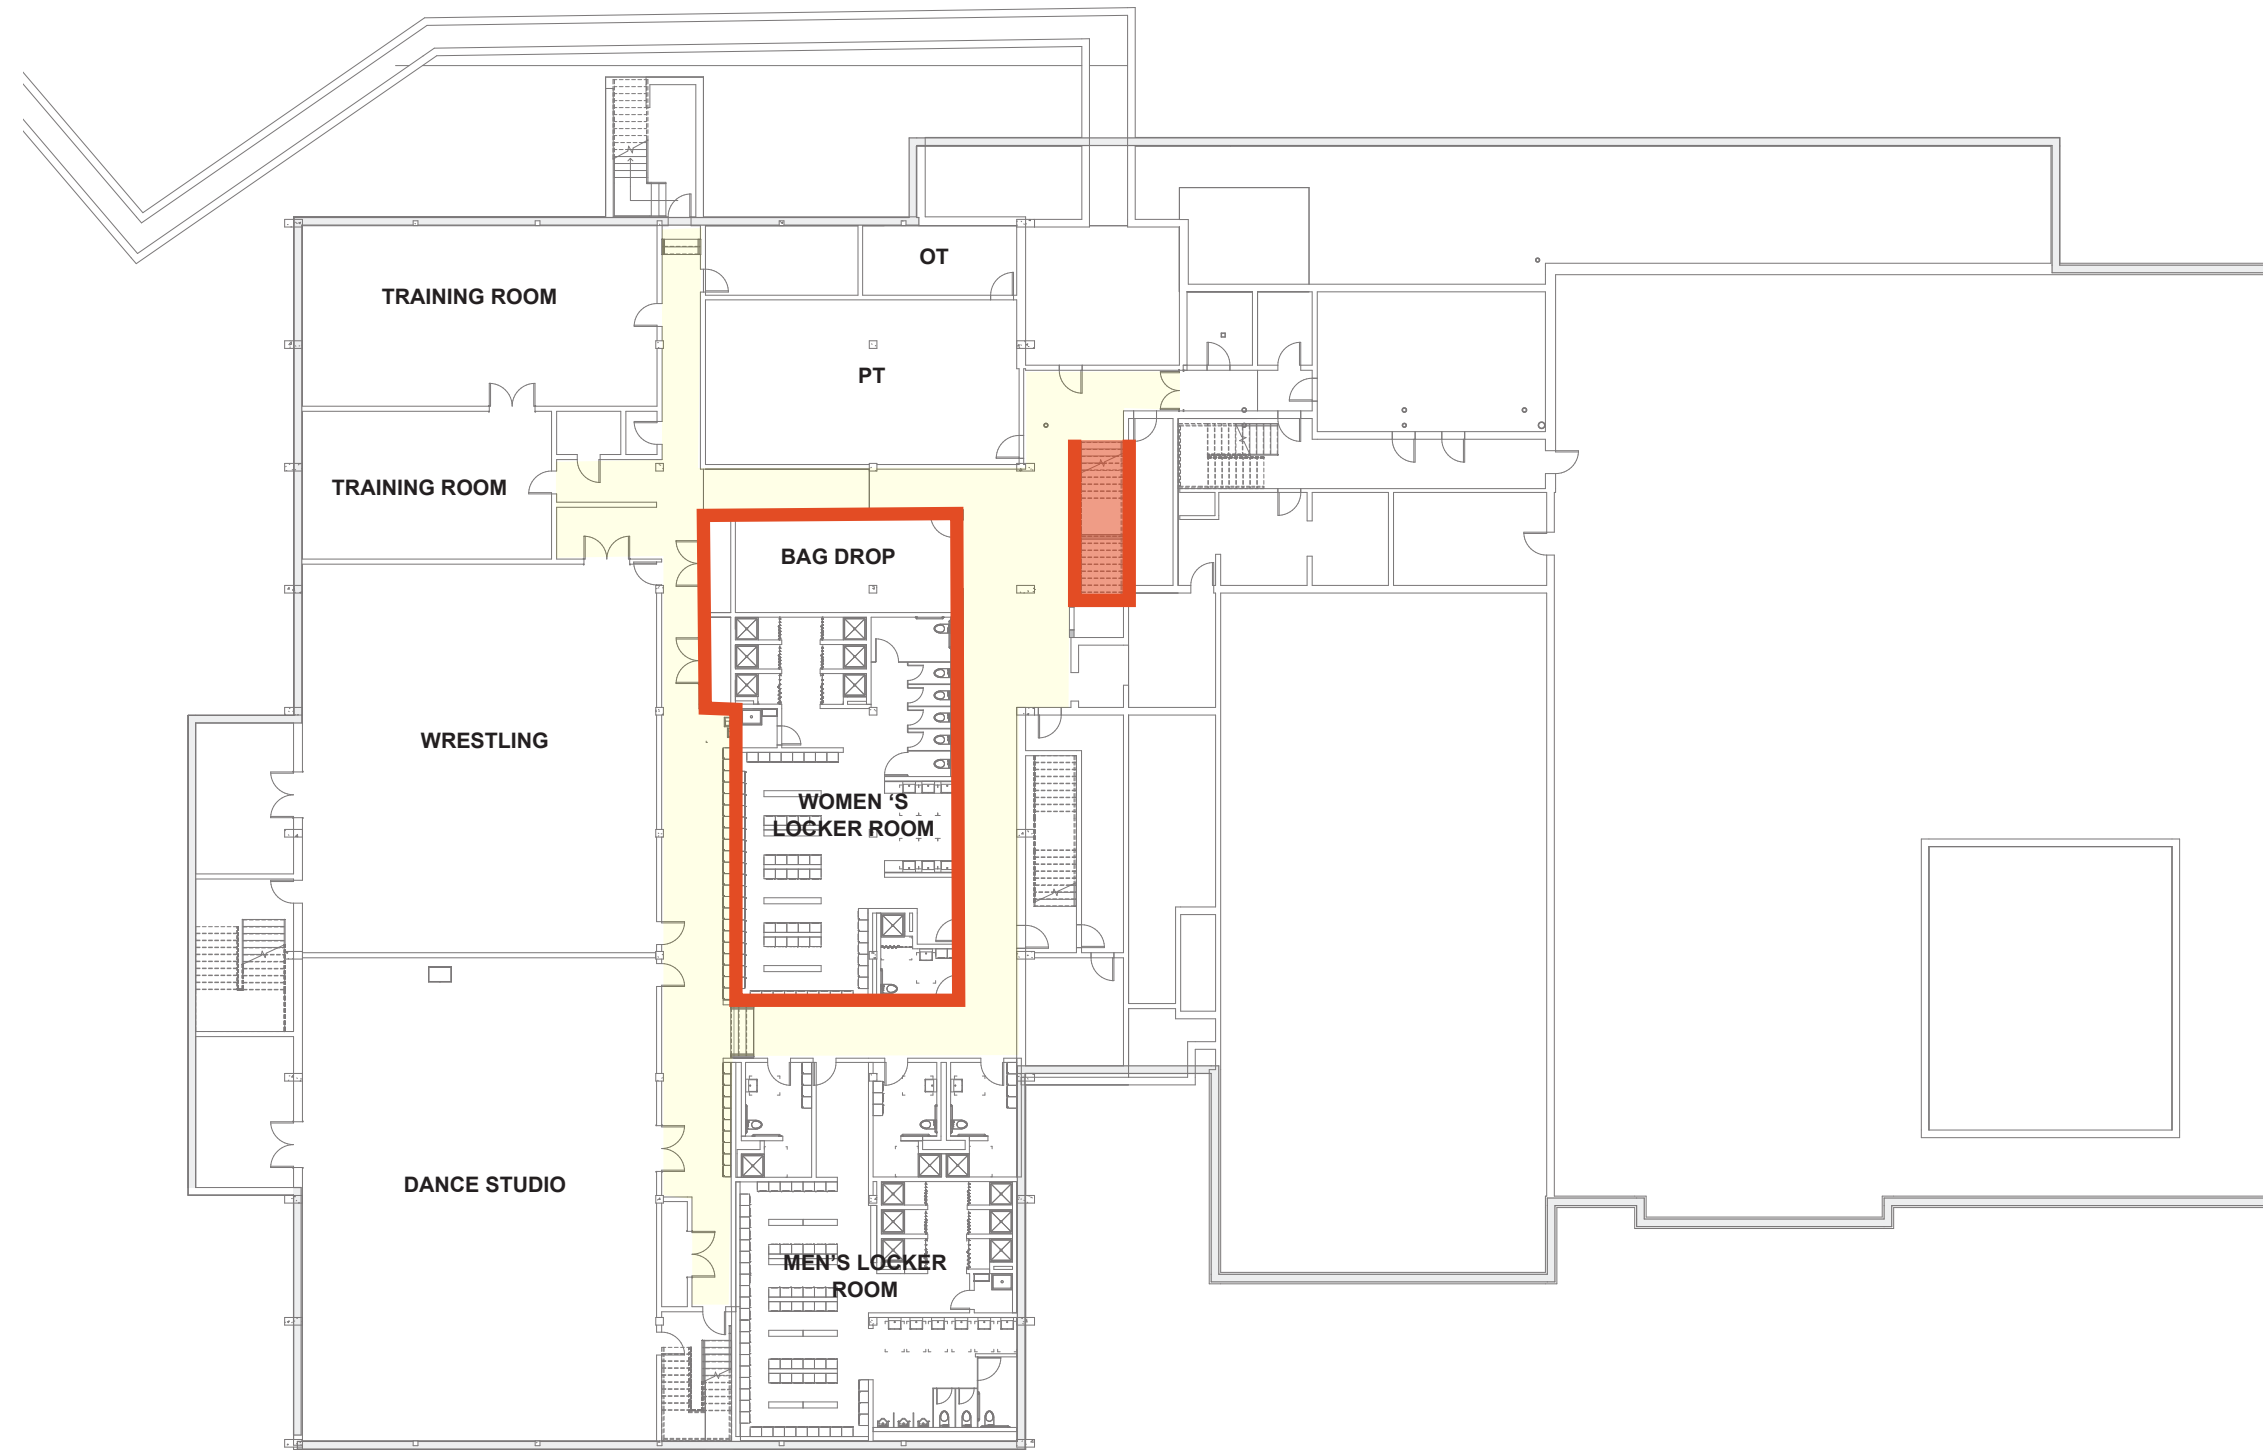 OT
TRAINING ROOM
PT
TRAINING ROOM
BAG DROP
WRESTLING
WOMEN ‘S
LOCKER ROOM
DANCE STUDIO
MEN’S LOCKER
ROOM